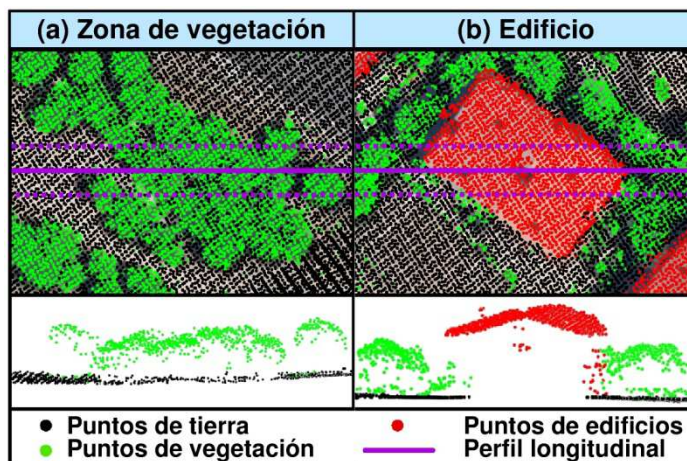 (a) Zona de vegetación
(b) Edificio
Puntos de tierra
Puntos de edificios
Puntos de vegetación
Perfil longitudinal